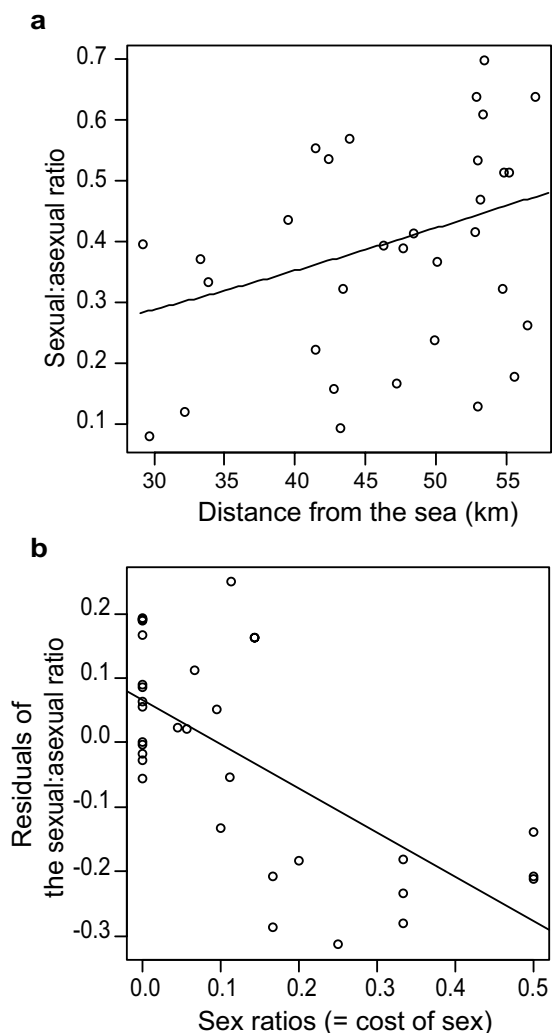 a
0.7
0.6
0.5
0.4
0.3
0.2
0.1
Sexual:asexual ratio
30 35 40 45 50 55
Distance from the sea (km)
b
0.2
0.1
0.0
-0.1
-0.2
-0.3
Residuals of
the sexual:asexual ratio
0.0 0.1 0.2 0.3 0.4 0.5
Sex ratios (= cost of sex)